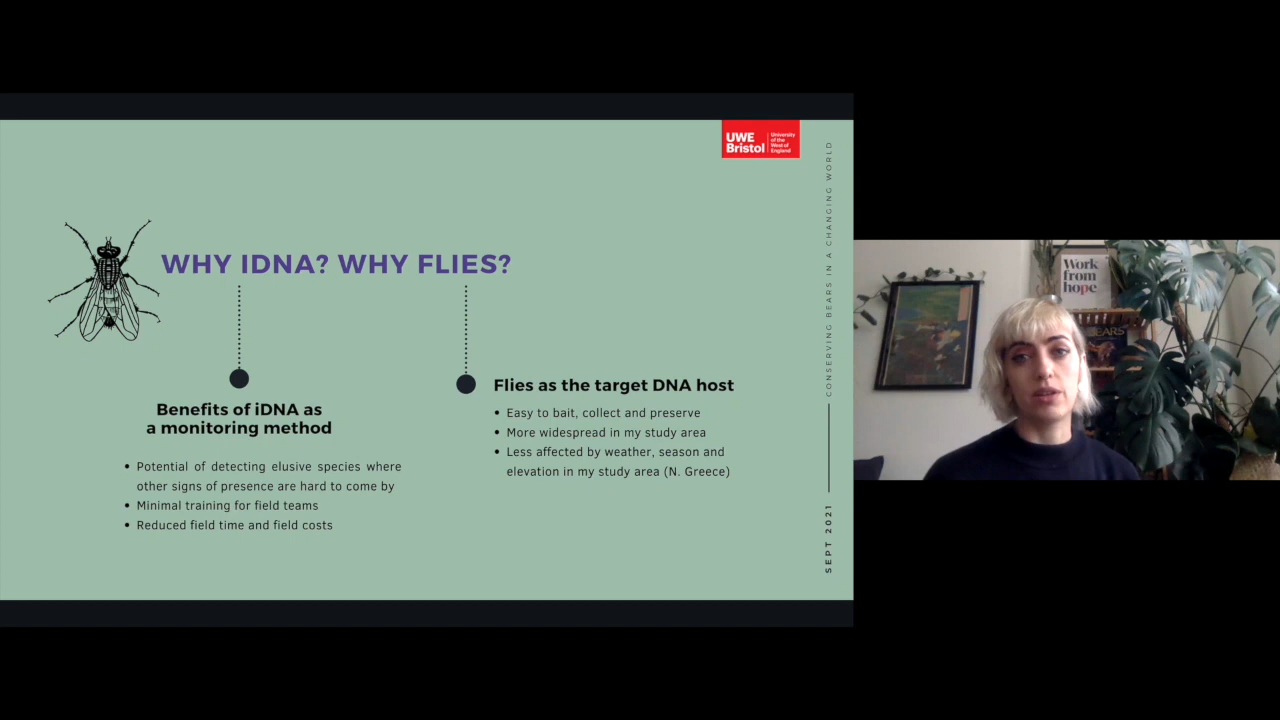 UWE
Bristol
University
of the
West of
England
CONSERVING BEARS IN A CHANGING WORLD
SEPT 2021
WHY IDNA? WHY FLIES?
Benefits of iDNA as
a monitoring method
• Potential of detecting elusive species where
other signs of presence are hard to come by
• Minimal training for field teams
• Reduced field time and field costs
Flies as the target DNA host
• Easy to bait, collect and preserve
• More widespread in my study area
• Less affected by weather, season and
elevation in my study area (N. Greece)
Work
from
hope.
BEARS